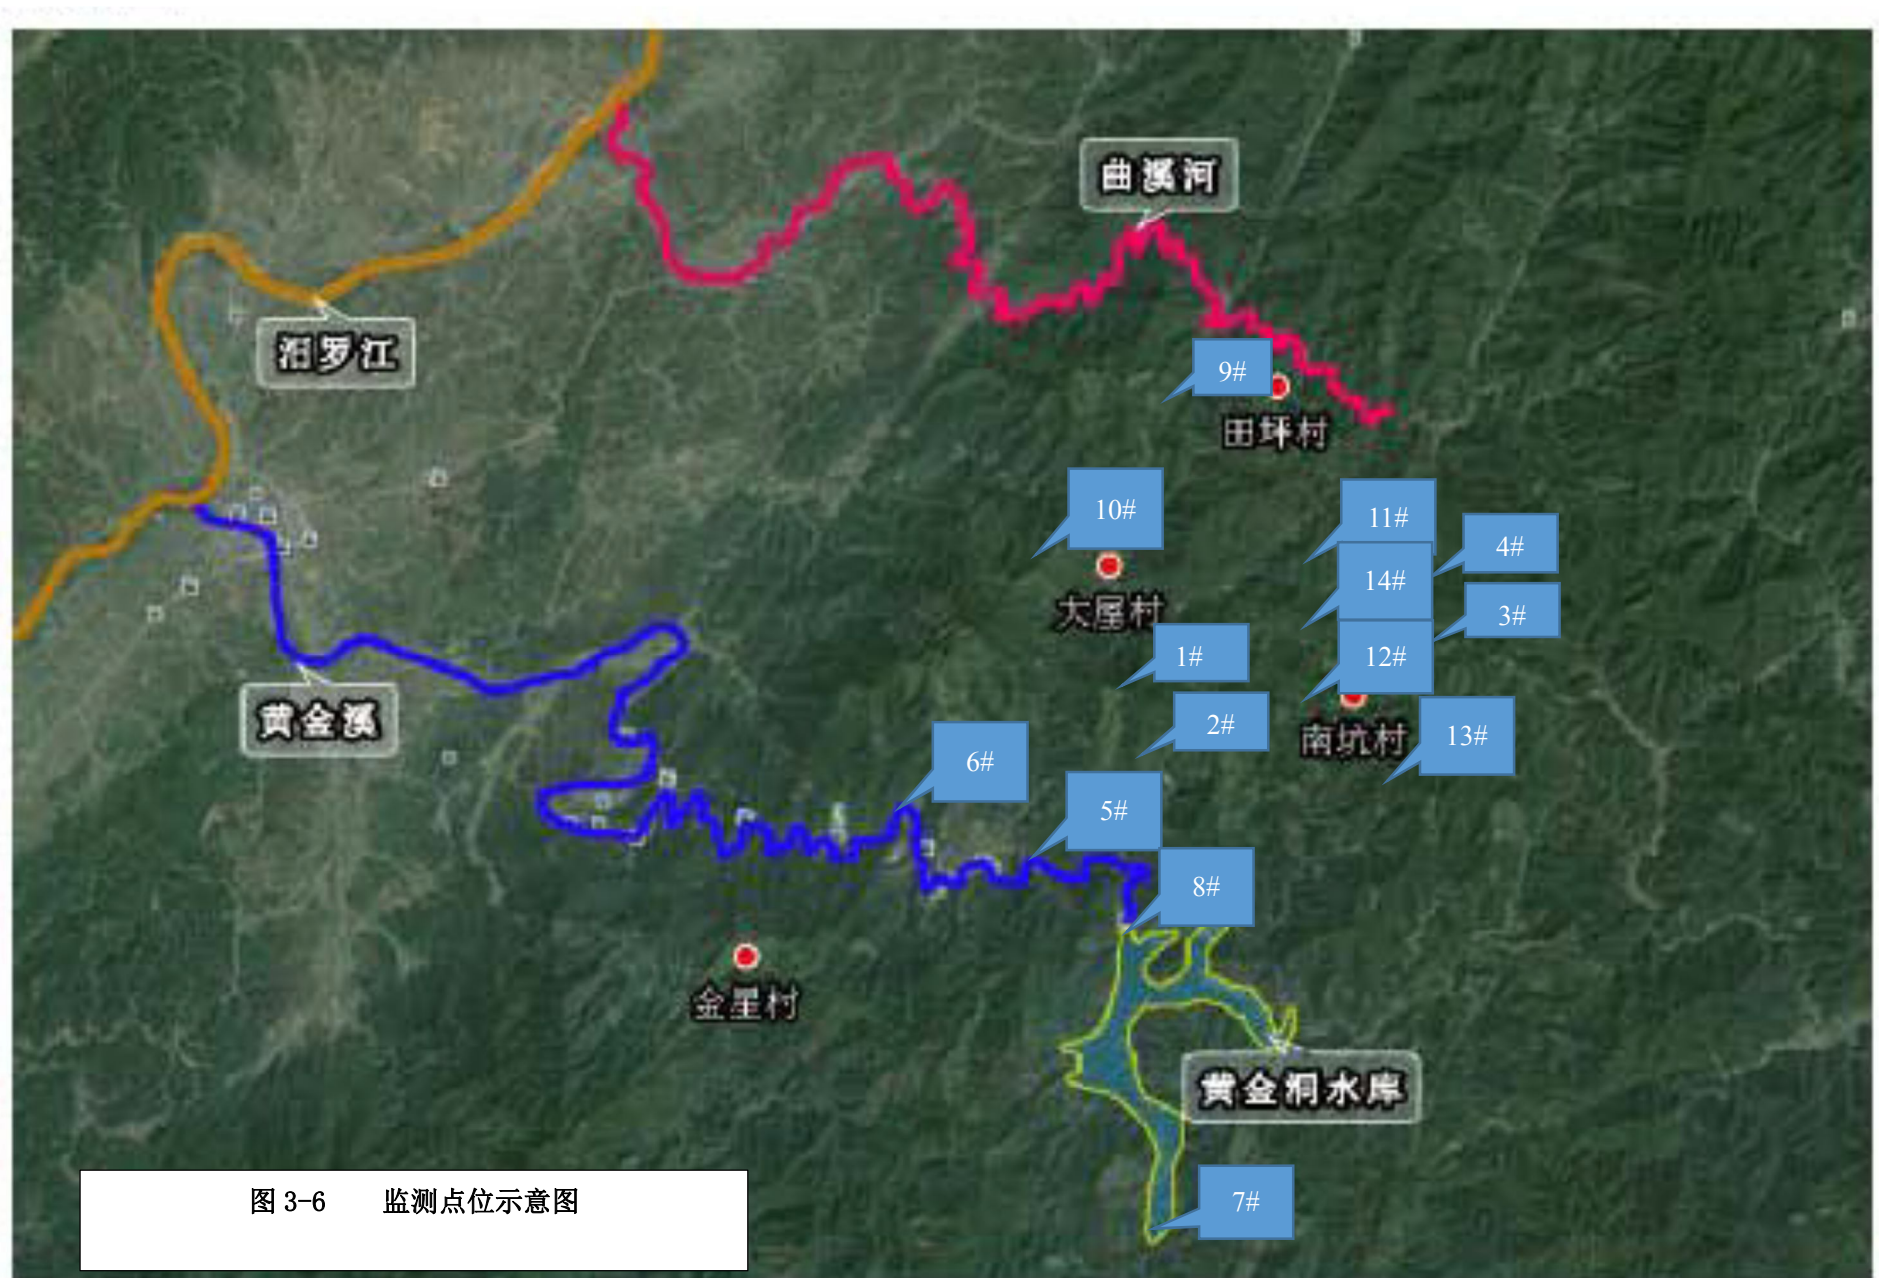 曲溪河
汨罗江
9#
田坪村
10#
11#
4#
14#
大屋村
3#
1#
12#
黄金溪
2#
南坑村
13#
6#
5#
8#
金星村
黄金洞水库
7#
图 3-6 监测点位示意图